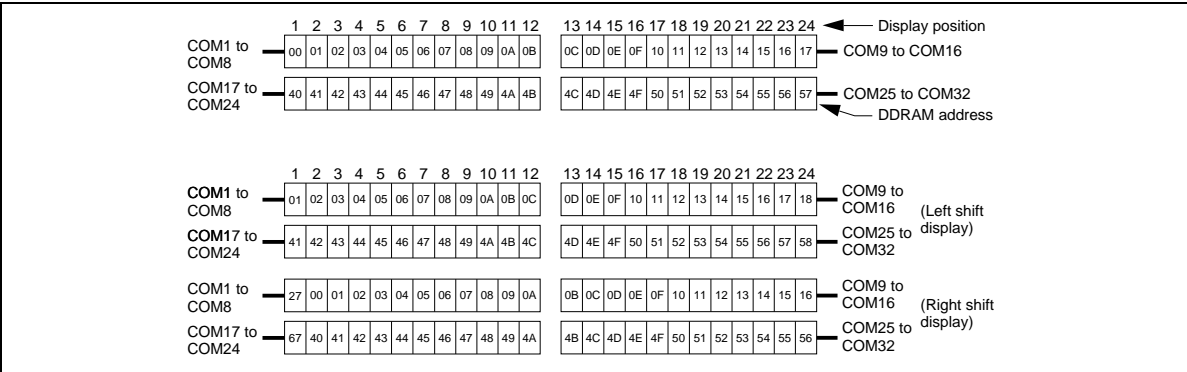 1 2 3 4 5 6 7 8 9 10 11 12 13 14 15 16 17 18 19 20 21 22 23 24 Display position
COM1 to COM8 00 01 02 03 04 05 06 07 08 09 0A 0B 0C 0D 0E 0F 10 11 12 13 14 15 16 17 COM9 to COM16
COM17 to COM24 40 41 42 43 44 45 46 47 48 49 4A 4B 4C 4D 4E 4F 50 51 52 53 54 55 56 57 COM25 to COM32
DDRAM address
1 2 3 4 5 6 7 8 9 10 11 12 13 14 15 16 17 18 19 20 21 22 23 24
COM1 to COM8 01 02 03 04 05 06 07 08 09 0A 0B 0C 0D 0E 0F 10 11 12 13 14 15 16 17 18 COM9 to COM16
(Left shift display)
COM17 to COM24 41 42 43 44 45 46 47 48 49 4A 4B 4C 4D 4E 4F 50 51 52 53 54 55 56 57 58 COM25 to COM32
COM1 to COM8 27 00 01 02 03 04 05 06 07 08 09 0A 0B 0C 0D 0E 0F 10 11 12 13 14 15 16 COM9 to COM16
(Right shift display)
COM17 to COM24 67 40 41 42 43 44 45 46 47 48 49 4A 4B 4C 4D 4E 4F 50 51 52 53 54 55 56 COM25 to COM32